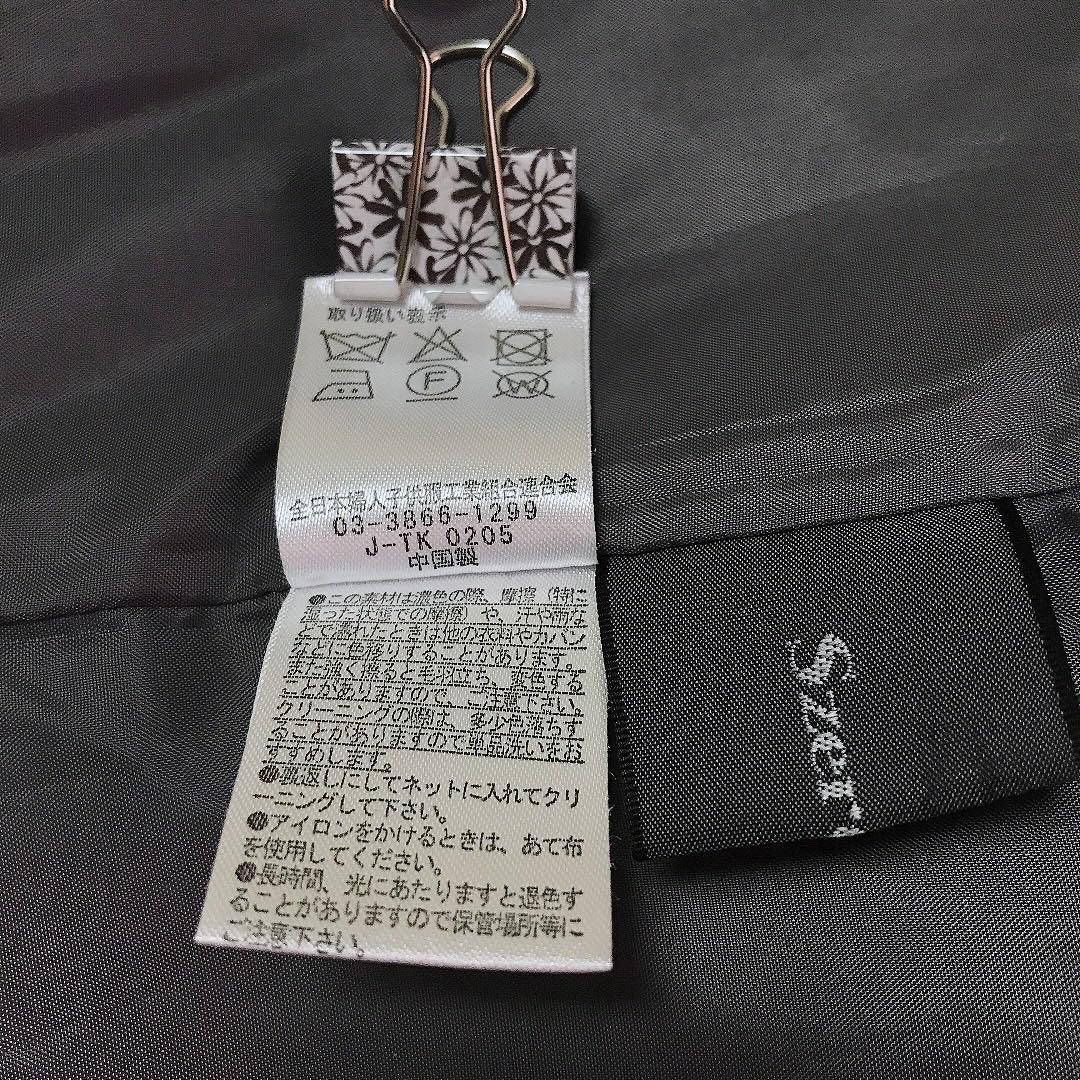 取り扱い表示
F
W
全日本婦人子供服工業組合連合会
03-3866-1299
J-TK 0205
中国製
●この素材は濃色の際、摩擦（特に
湿った状態での摩擦）や、汗や雨な
どで濡れたときは他の衣料やカバン
などに色移りすることがあります。
また強く擦ると毛羽立ち、変色する
ことがありますので、ご注意下さい。
クリーニングの際は、多少色落ちす
ることがありますので単品洗いをお
すすめします。
●裏返しにしてネットに入れてクリ
ーニングして下さい。
●アイロンをかけるときは、あて布
を使用してください。
●長時間、光にあたりますと退色す
ることがありますので保管場所等に
ご注意下さい。